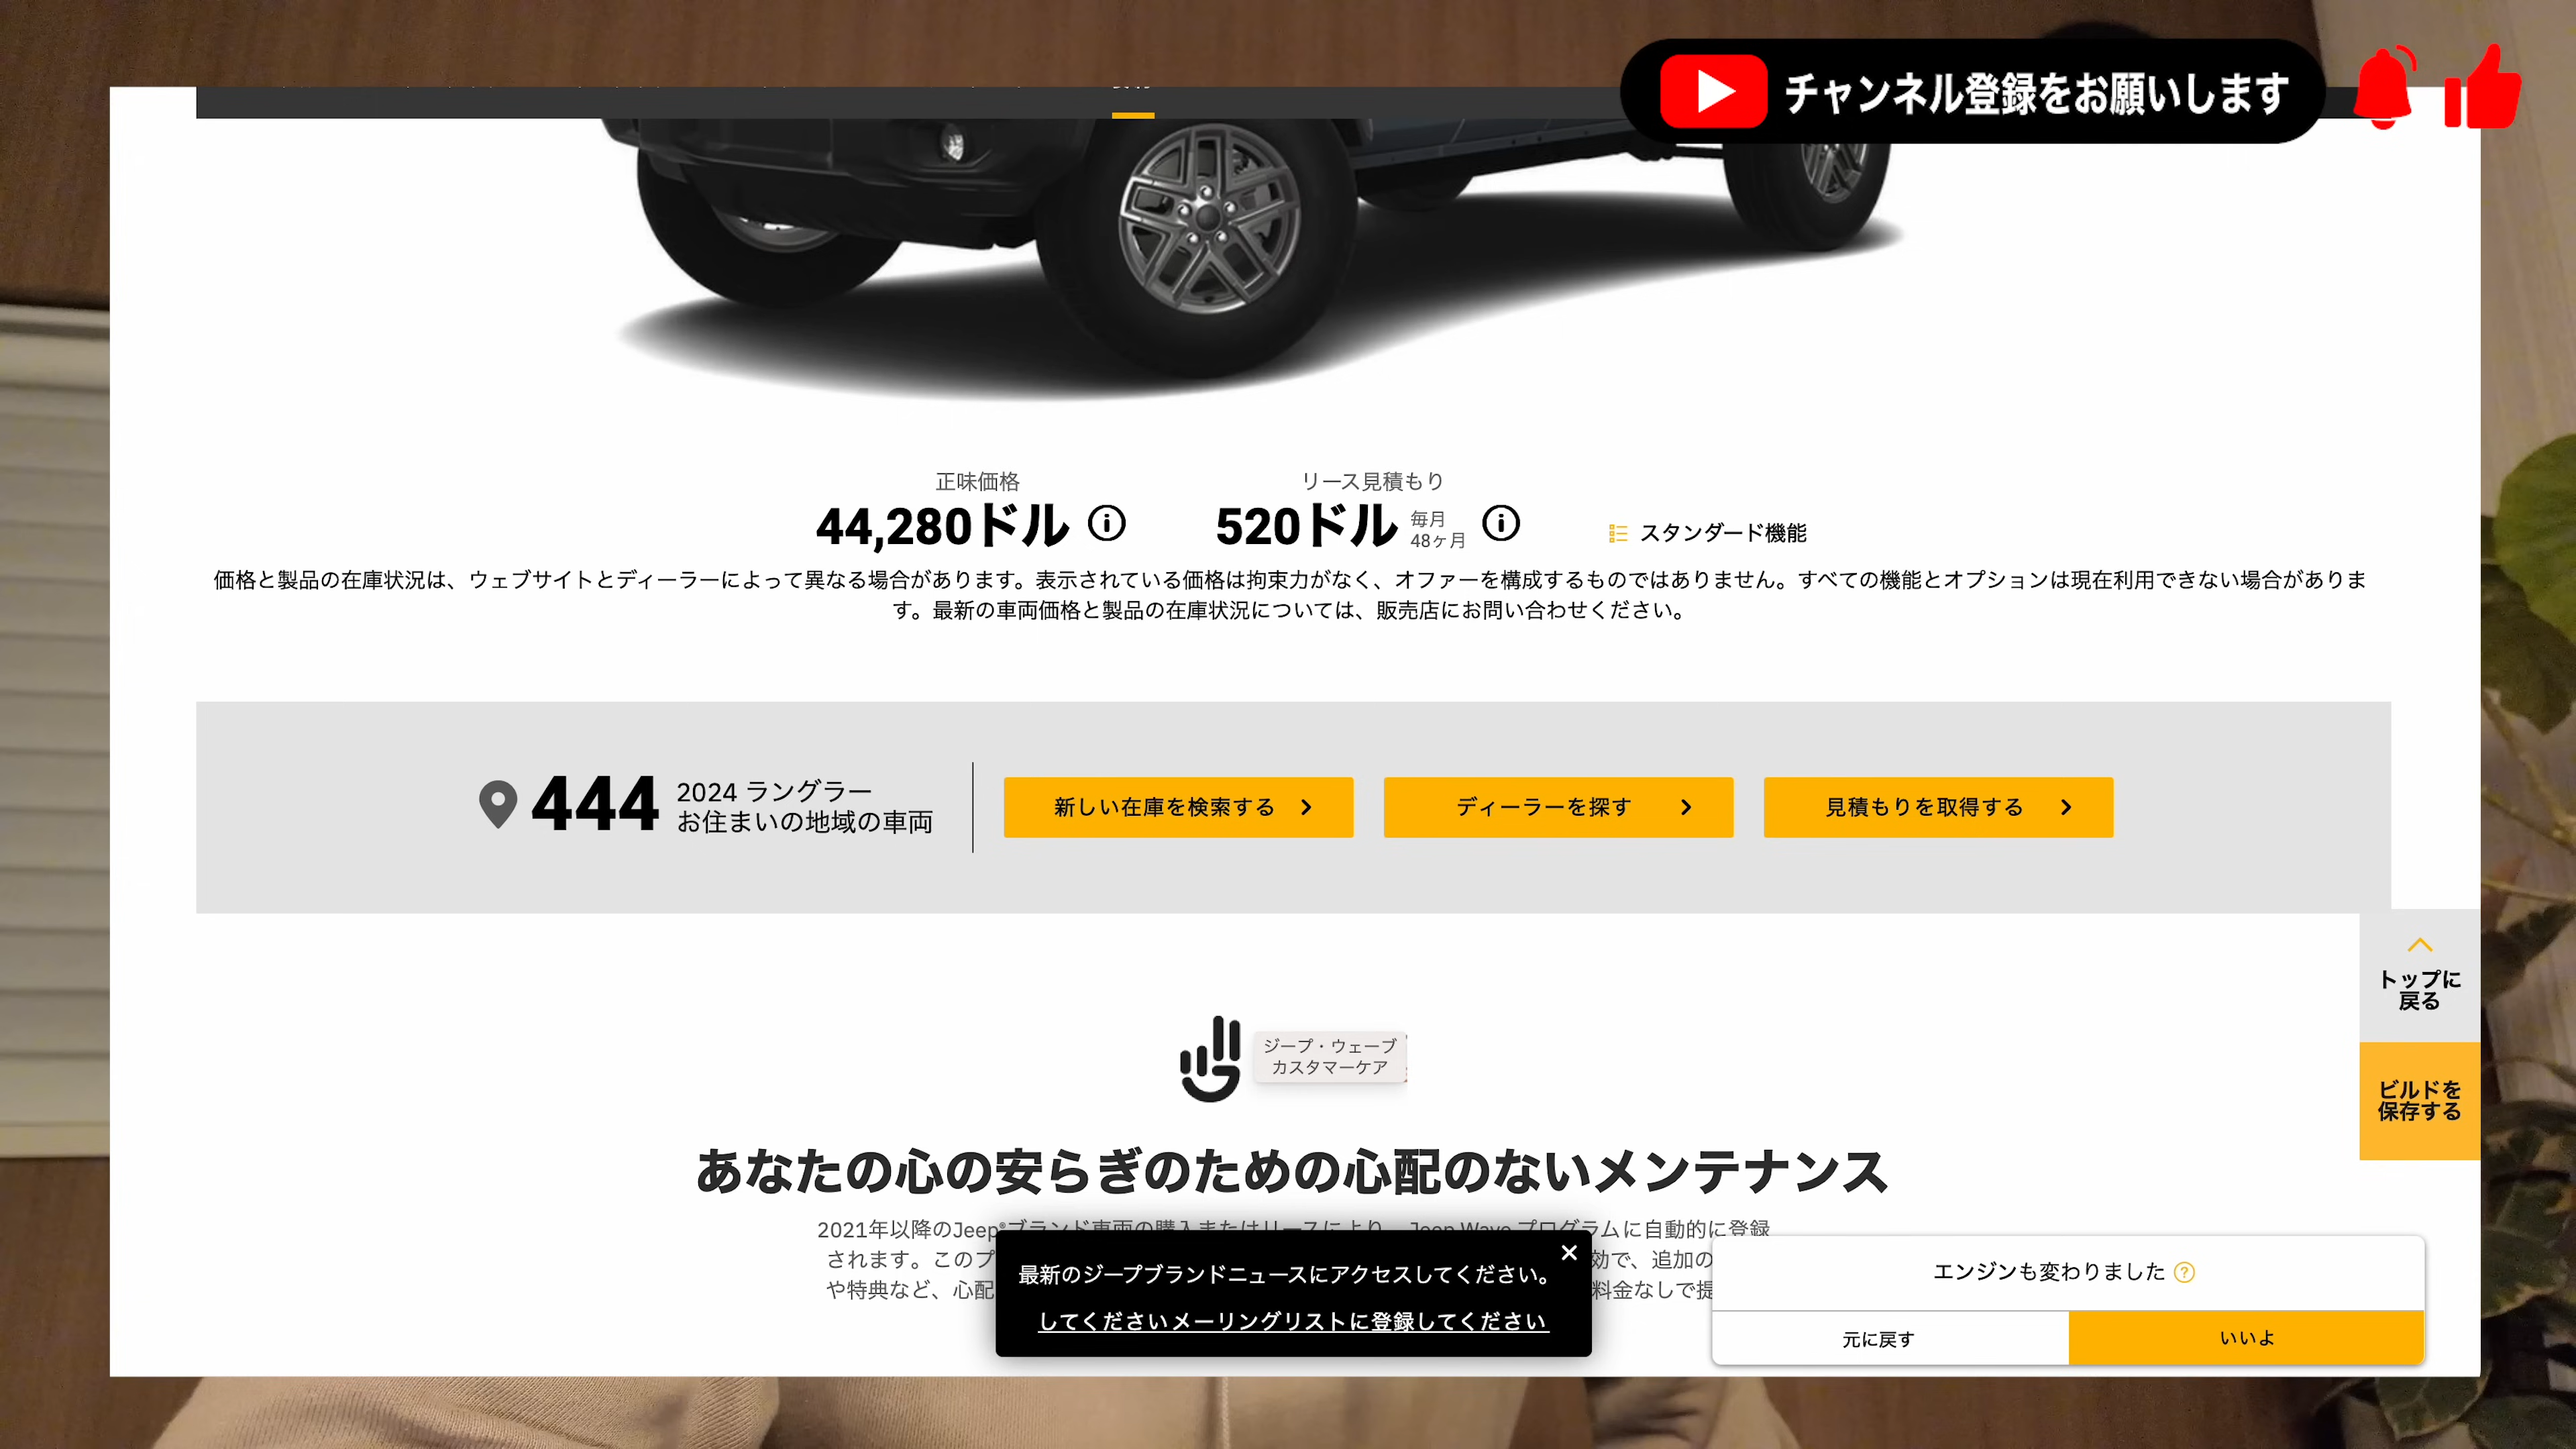 チャンネル登録をお願いします
正味価格
44,280ドル
リース見積もり
520ドル 毎月
48ヶ月
スタンダード機能
価格と製品の在庫状況は、ウェブサイトとディーラーによって異なる場合があります。表示されている価格は拘束力がなく、オファーを構成するものではありません。すべての機能とオプションは現在利用できない場合がありま
す。最新の車両価格と製品の在庫状況については、販売店にお問い合わせください。
444 2024 ラングラー
お住まいの地域の車両
新しい在庫を検索する
ディーラーを探す
見積もりを取得する
トップに
戻る
ビルドを
保存する
ジープ・ウェーブ
カスタマーケア
あなたの心の安らぎのための心配のないメンテナンス
2021年以降のJeep®ブランド車両の購入またはリースにより、Jeep Wave プログラムに自動的に登録
されます。このプ
効で、追加の
や特典など、心配
料金なしで提
最新のジープブランドニュースにアクセスしてください。
してくださいメーリングリストに登録してください
エンジンも変わりました
元に戻す
いいよ